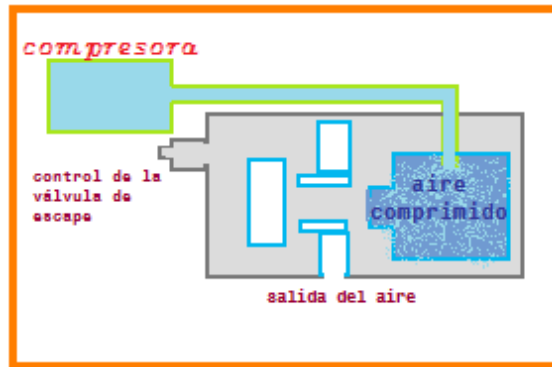 compresora
control de la
válvula de
escape
aire
comprimido
salida del aire